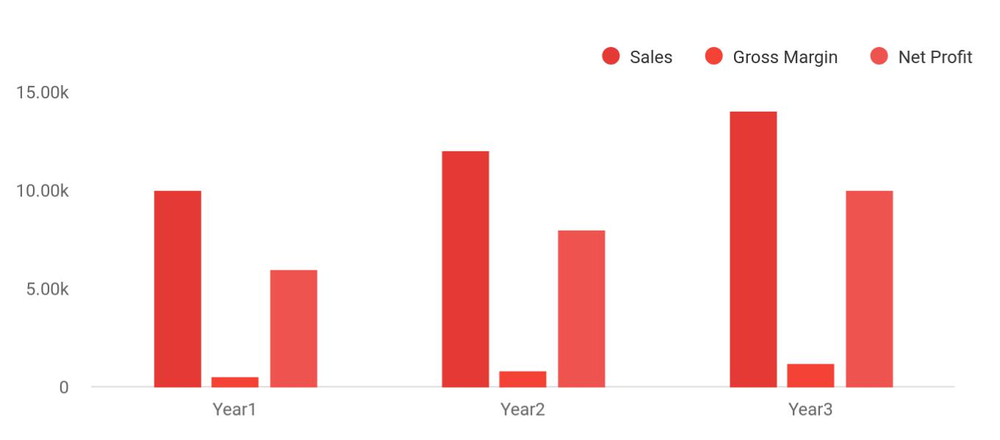 Sales Gross Margin Net Profit
15.00k
10.00k
5.00k
0
Year1 Year2 Year3